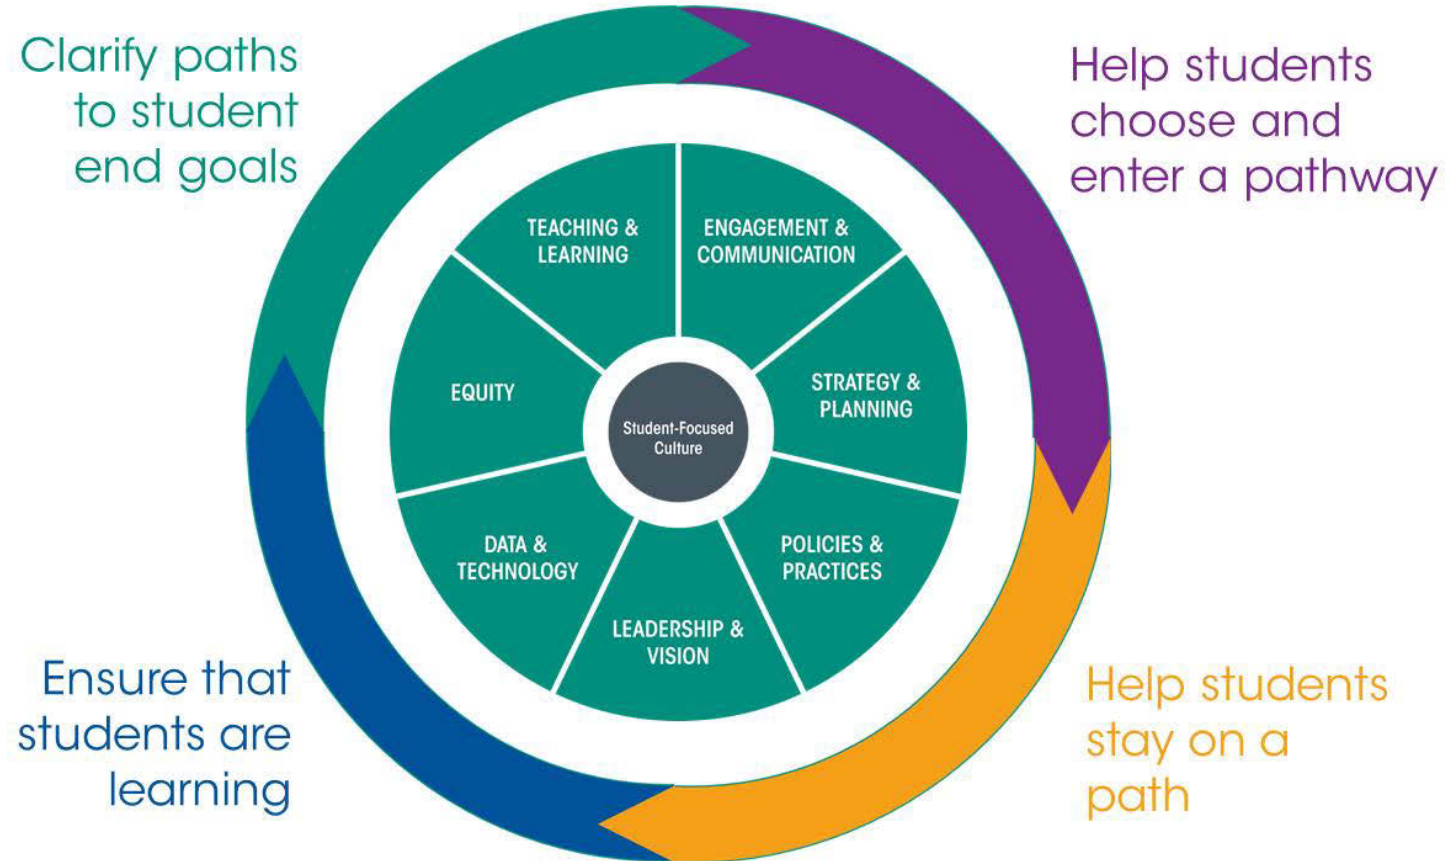 Clarify paths
to student
end goals
Help students
choose and
enter a pathway
TEACHING &
LEARNING
ENGAGEMENT &
COMMUNICATION
EQUITY
STRATEGY &
PLANNING
Student-Focused
Culture
DATA &
TECHNOLOGY
POLICIES &
PRACTICES
LEADERSHIP &
VISION
Ensure that
students are
learning
Help students
stay on a
path